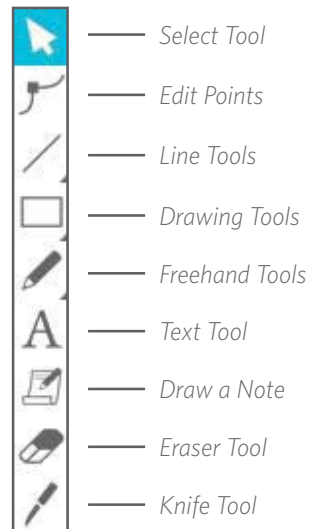 Select Tool
Edit Points
Line Tools
Drawing Tools
Freehand Tools
A
Text Tool
Draw a Note
Eraser Tool
Knife Tool